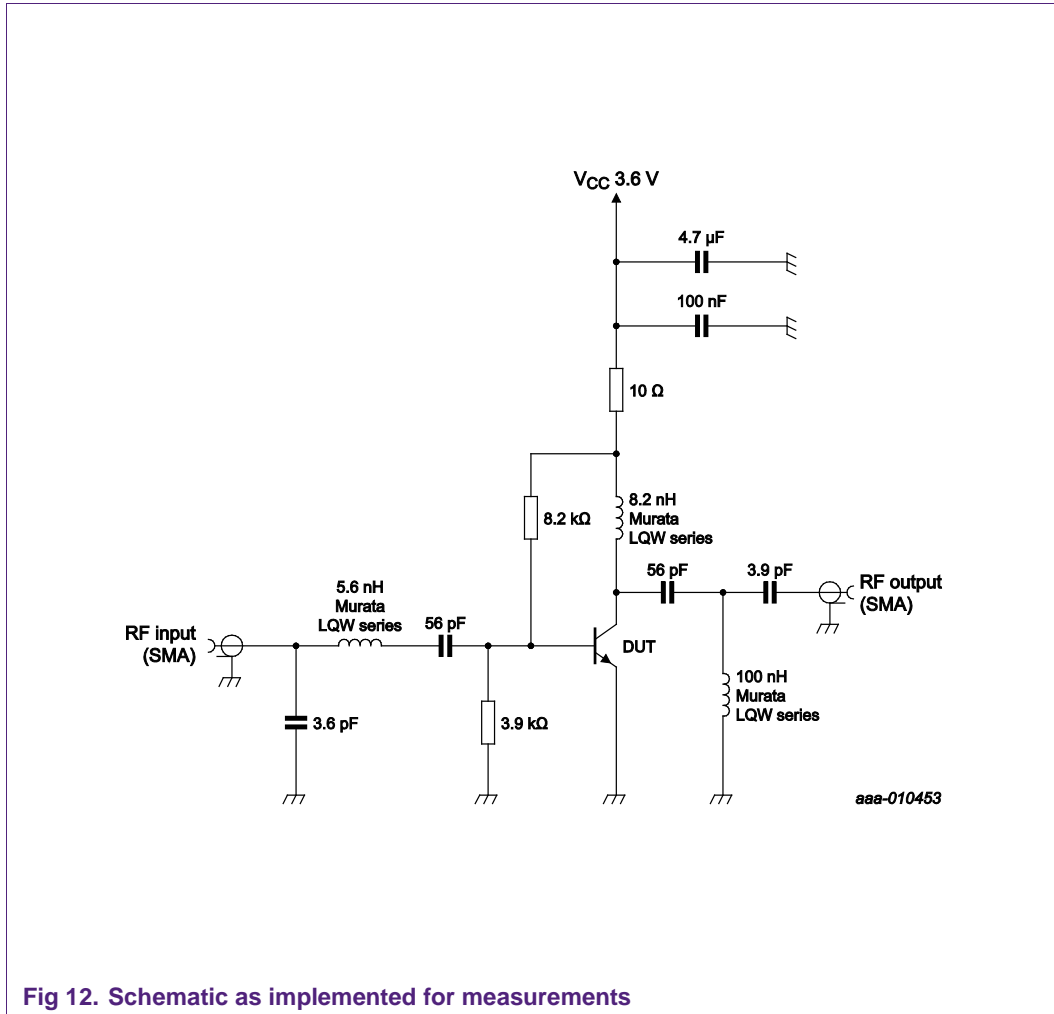 VCC 3.6 V
4.7 µF
100 nF
10 Ω
8.2 kΩ
8.2 nH
Murata
LQW series
5.6 nH
Murata
LQW series
56 pF
56 pF
3.9 pF
RF output
(SMA)
RF input
(SMA)
DUT
3.6 pF
3.9 kΩ
100 nH
Murata
LQW series
aaa-010453
Fig 12. Schematic as implemented for measurements